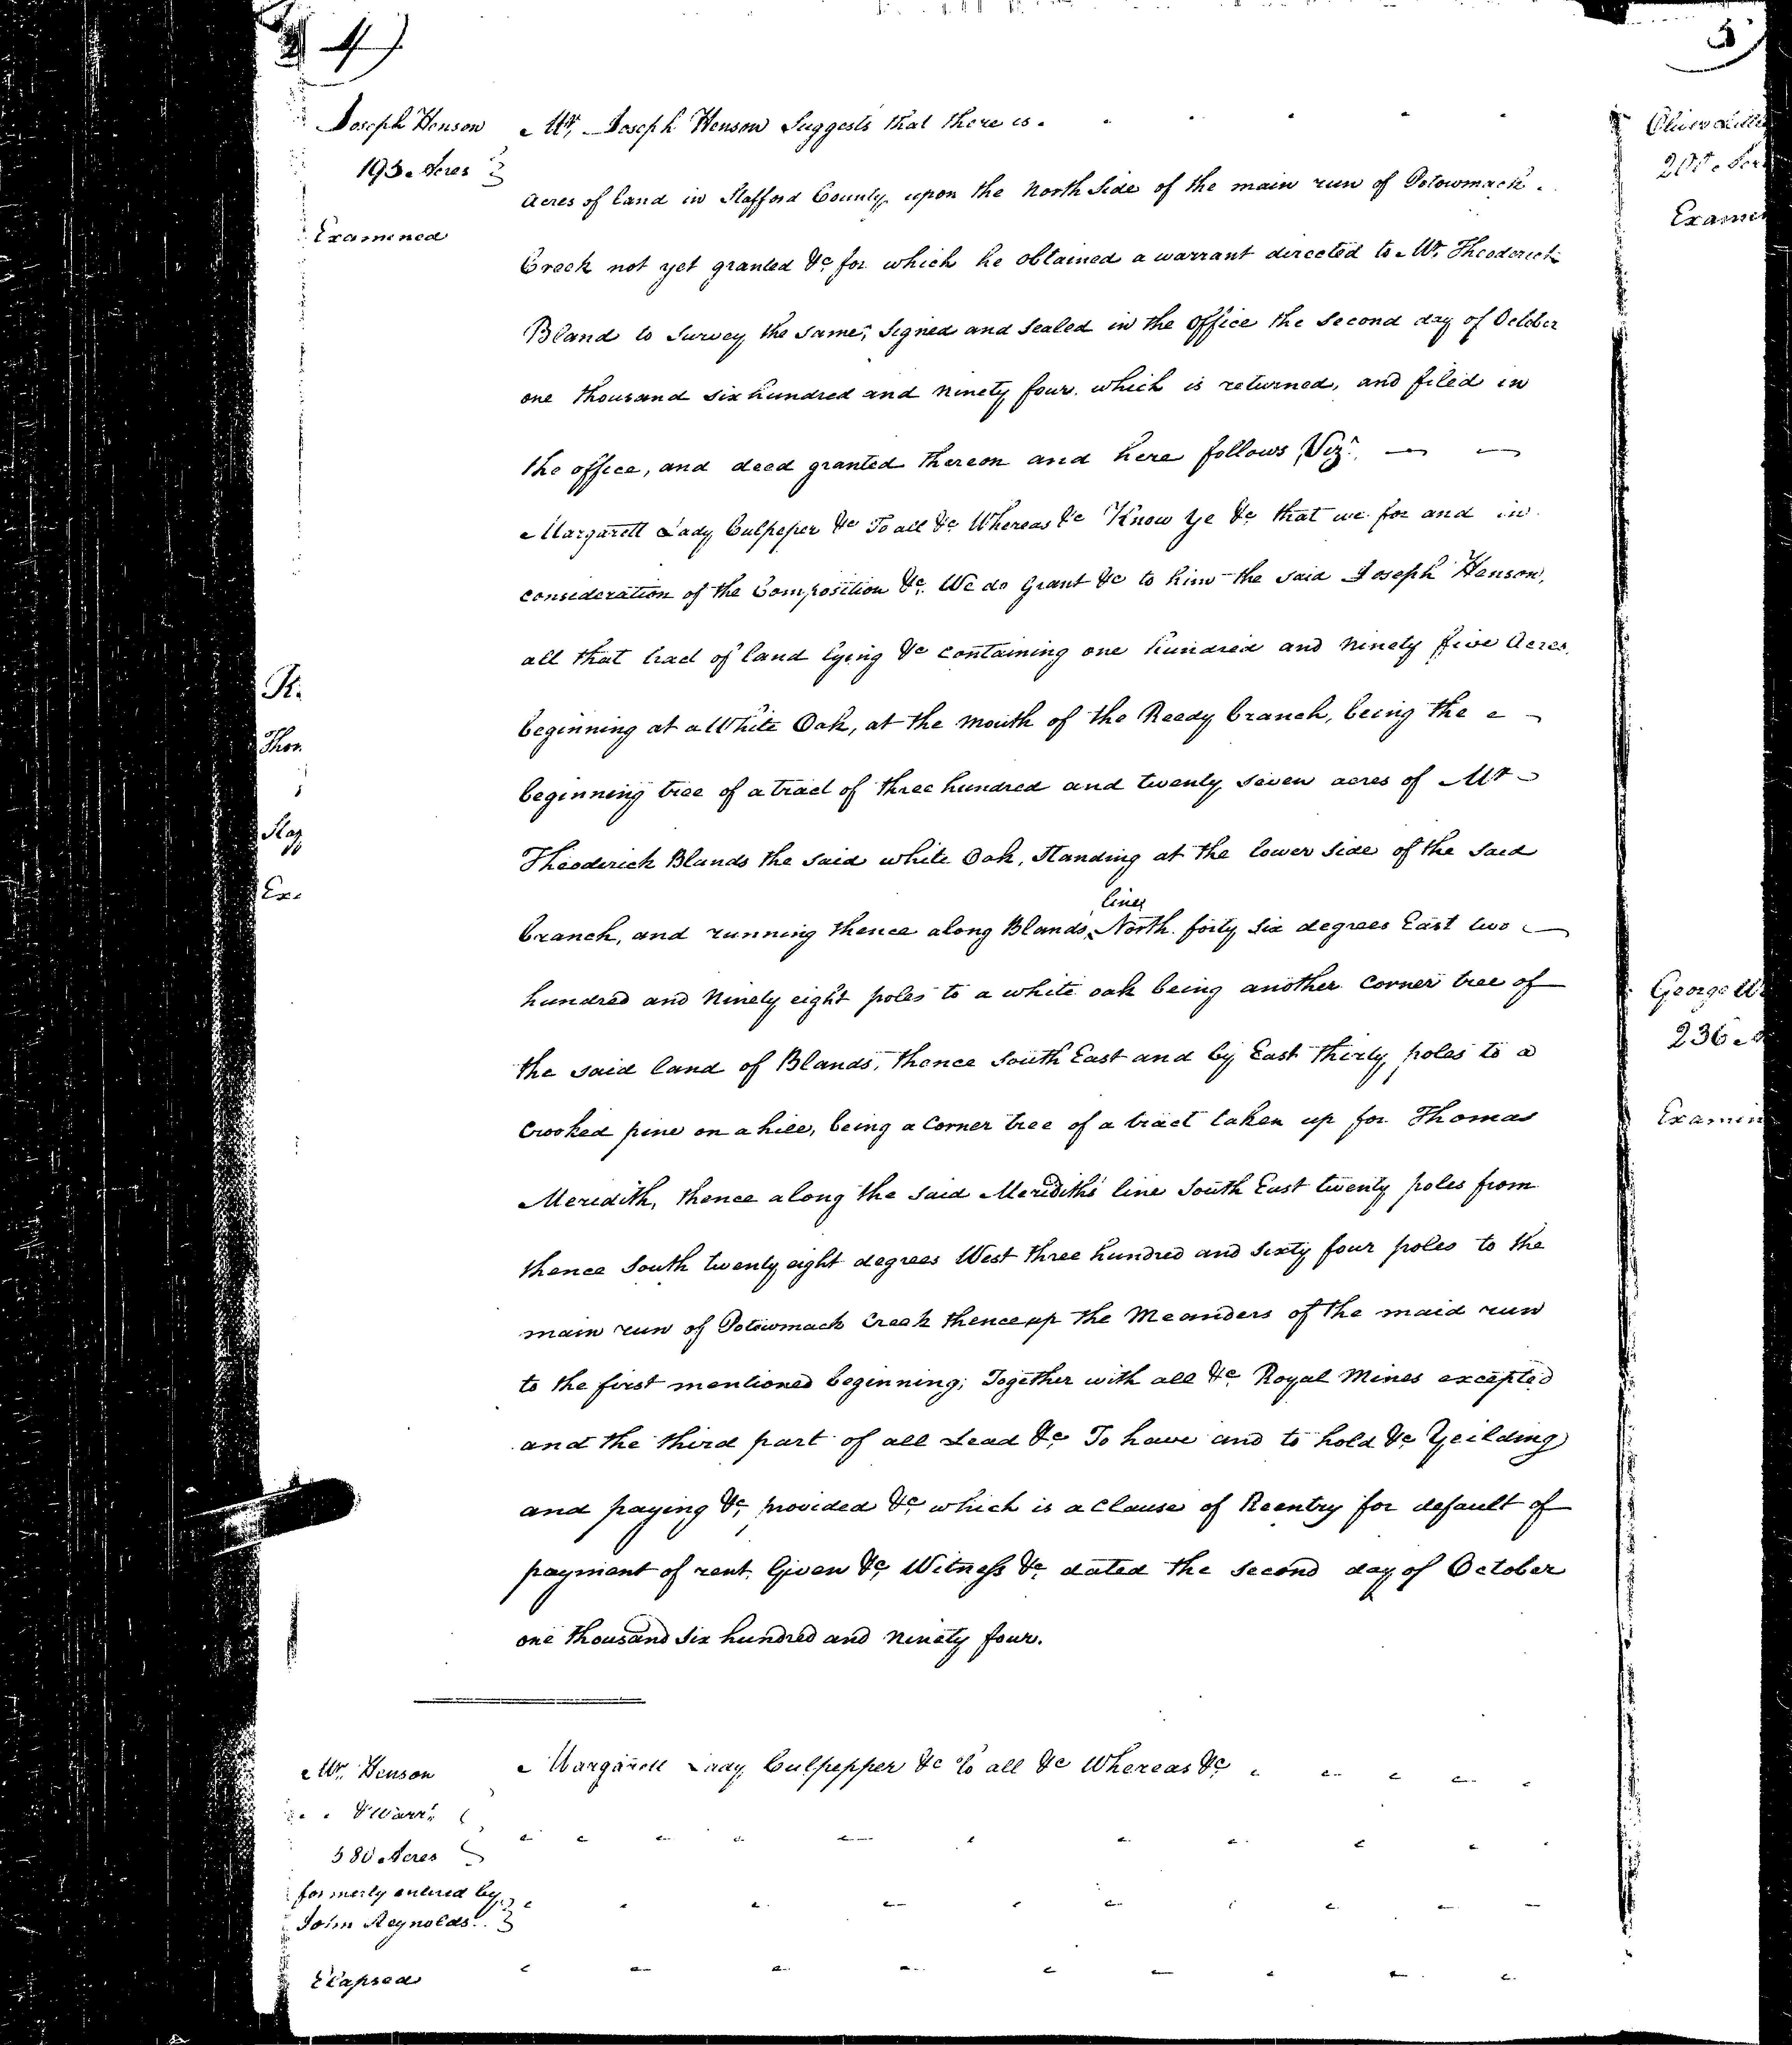 4)
Joseph Henson
195 Acres
Examined
Mr. Joseph Henson Suggests that there is
Acres of land in Stafford County upon the North Side of the main run of Potowmack
Creek not yet granted &c for which he obtained a warrant directed to Mr. Theoderick
Bland to Survey the same, Signed and Sealed in the Office the Second day of October
one thousand six hundred and ninety four. which is returned, and filed in
the office, and deed granted thereon and here follows Vizt.
Margarett Lady Culpeper &c To all &c Whereas &c Know Ye &c that we for and in
consideration of the Composition &c. We do Grant &c to him the said Joseph Henson,
all that tract of land lying &c containing one hundred and ninety five Acres,
beginning at a White Oak, at the mouth of the Reedy branch, being the
beginning tree of a tract of three hundred and twenty seven acres of Mr
Theoderick Blands the said white Oak, Standing at the lower side of the said
lines
branch, and running thence along Blands North forty six degrees East two
hundred and Ninety eight poles to a white oak being another corner tree of
the said land of Blands, thence South East and by East thirty poles to a
Crooked pine on a hill, being a Corner tree of a tract taken up for Thomas
Meridith, thence along the said Merediths line South East twenty poles from
thence South twenty eight degrees West three hundred and Sixty four poles to the
main run of Potowmack Creek thence up the Meanders of the maid run
to the first mentioned beginning; Together with all &c Royal Mines excepted
and the third part of all Lead &c To have and to hold &c Yeilding
and paying &c, provided &c which is a Clause of Reentry for default of
payment of rent. Given &c, Witness &c. dated the Second day of October
one thousand six hundred and ninety four.
Mr. Henson
Warrt.
580 Acres
formerly entered by
John Reynolds
Elapsed
Margarett Lady Culpepper &c To all &c Whereas &c
5
Examin
George
236
Examin